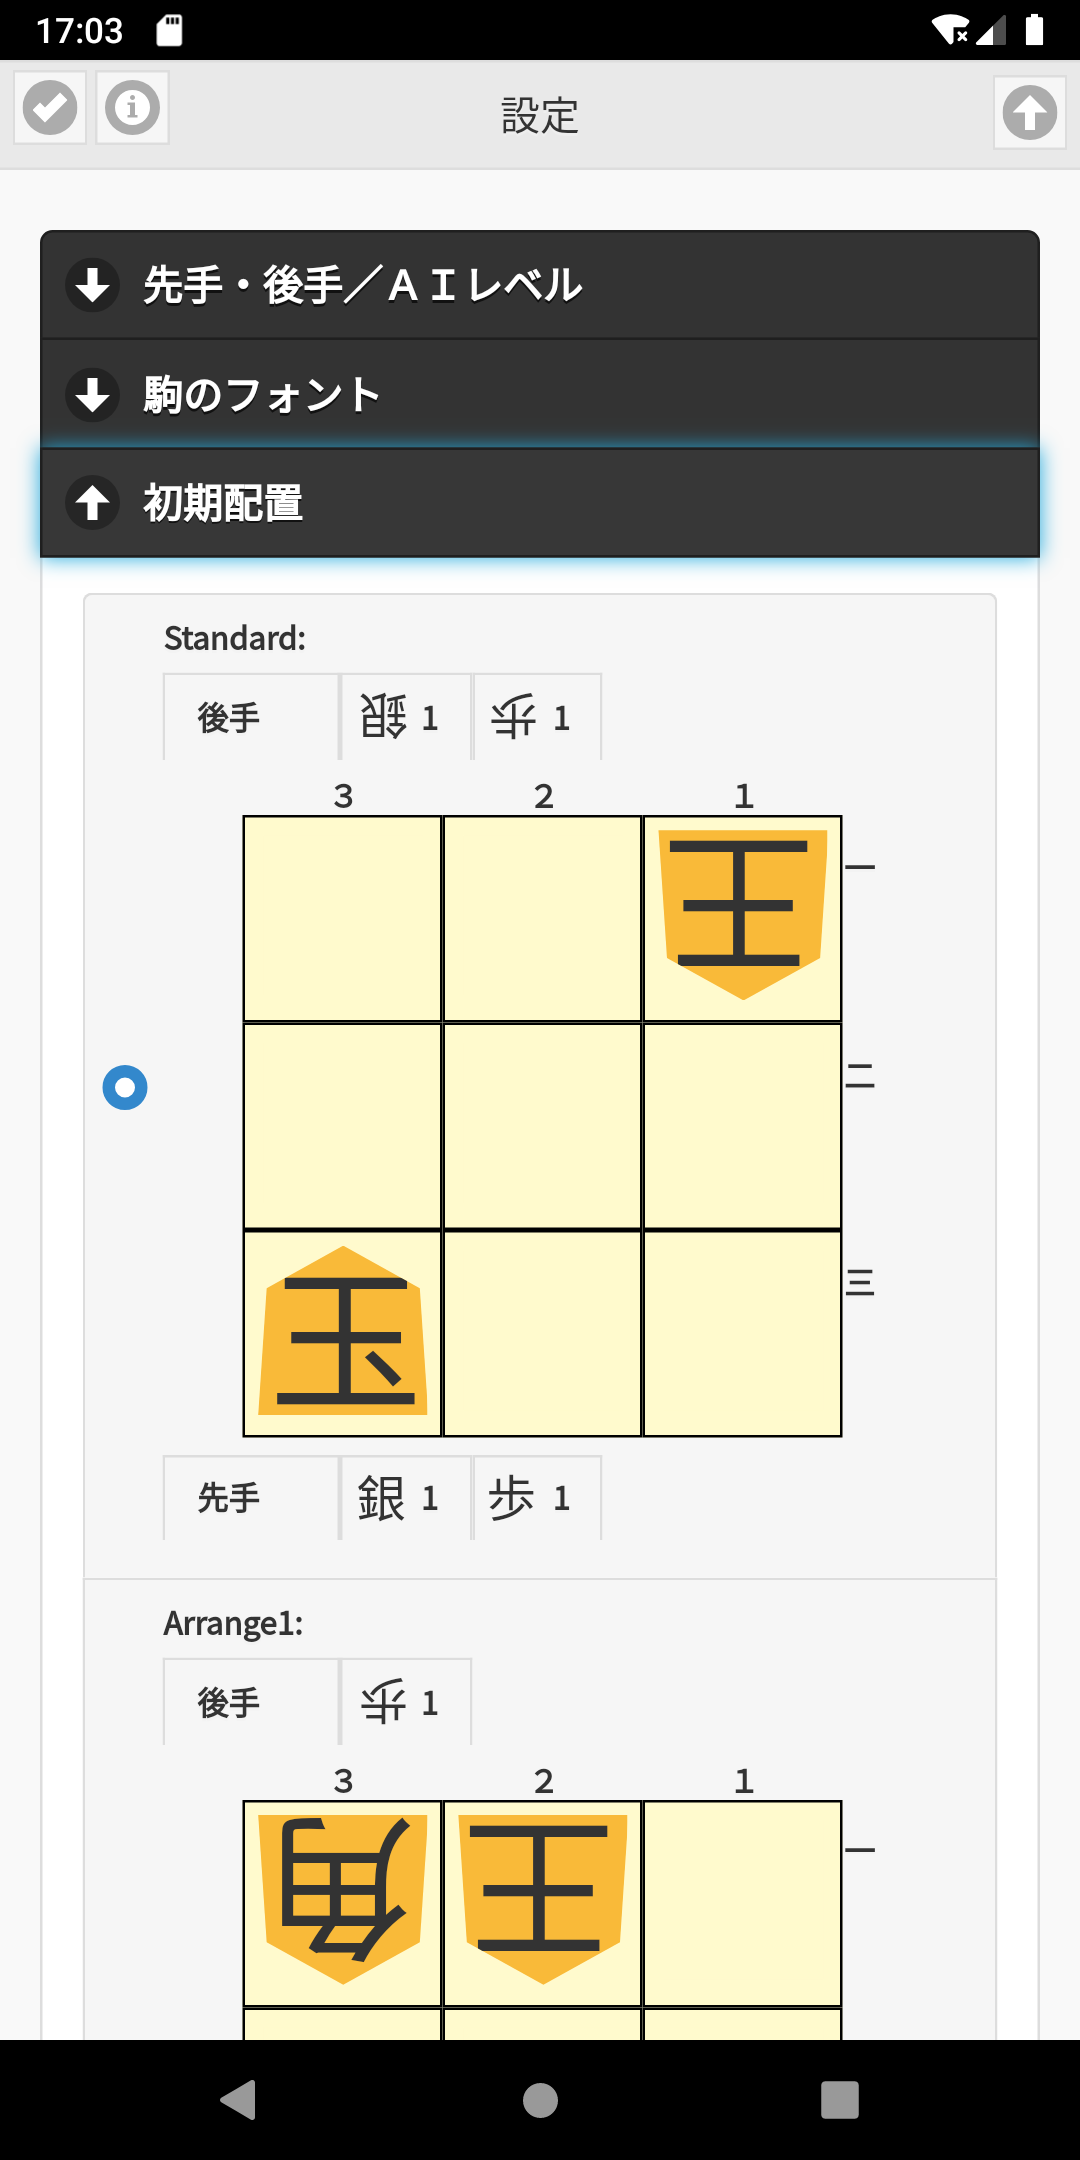 17:03
設定
先手・後手／ＡＩレベル
駒のフォント
初期配置
Standard:
後手 銀 1 歩 1
3 2 1
王 一
二
玉 三
先手 銀 1 歩 1
Arrange1:
後手 歩 1
3 2 1
角 王 一